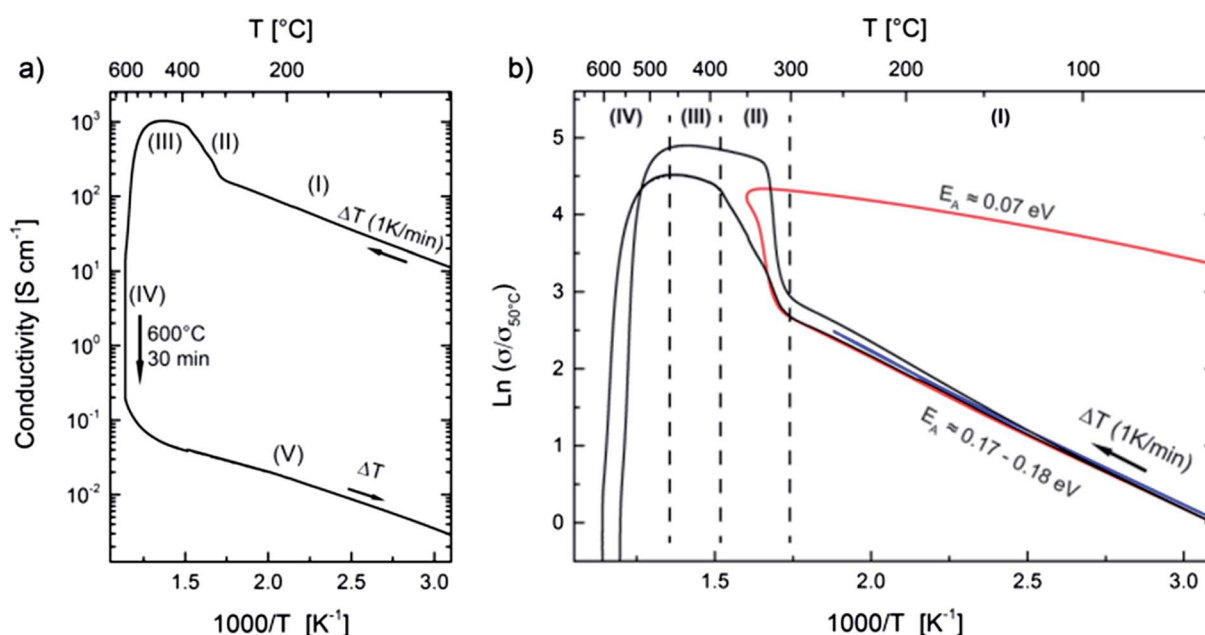 a)
T [°C]
600 400 200
Conductivity [S cm⁻¹]
10³
10²
10¹
10⁰
10⁻¹
10⁻²
(III)
(II)
(I)
ΔT (1K/min)
(IV)
600°C
30 min
(V)
ΔT
1.5 2.0 2.5 3.0
1000/T [K⁻¹]
b)
T [°C]
600 500 400 300 200 100
(IV) (III) (II) (I)
Ln (σ/σ50°C)
5
4
3
2
1
0
E_A ≈ 0.07 eV
ΔT (1K/min)
E_A ≈ 0.17 - 0.18 eV
1.5 2.0 2.5 3.0
1000/T [K⁻¹]